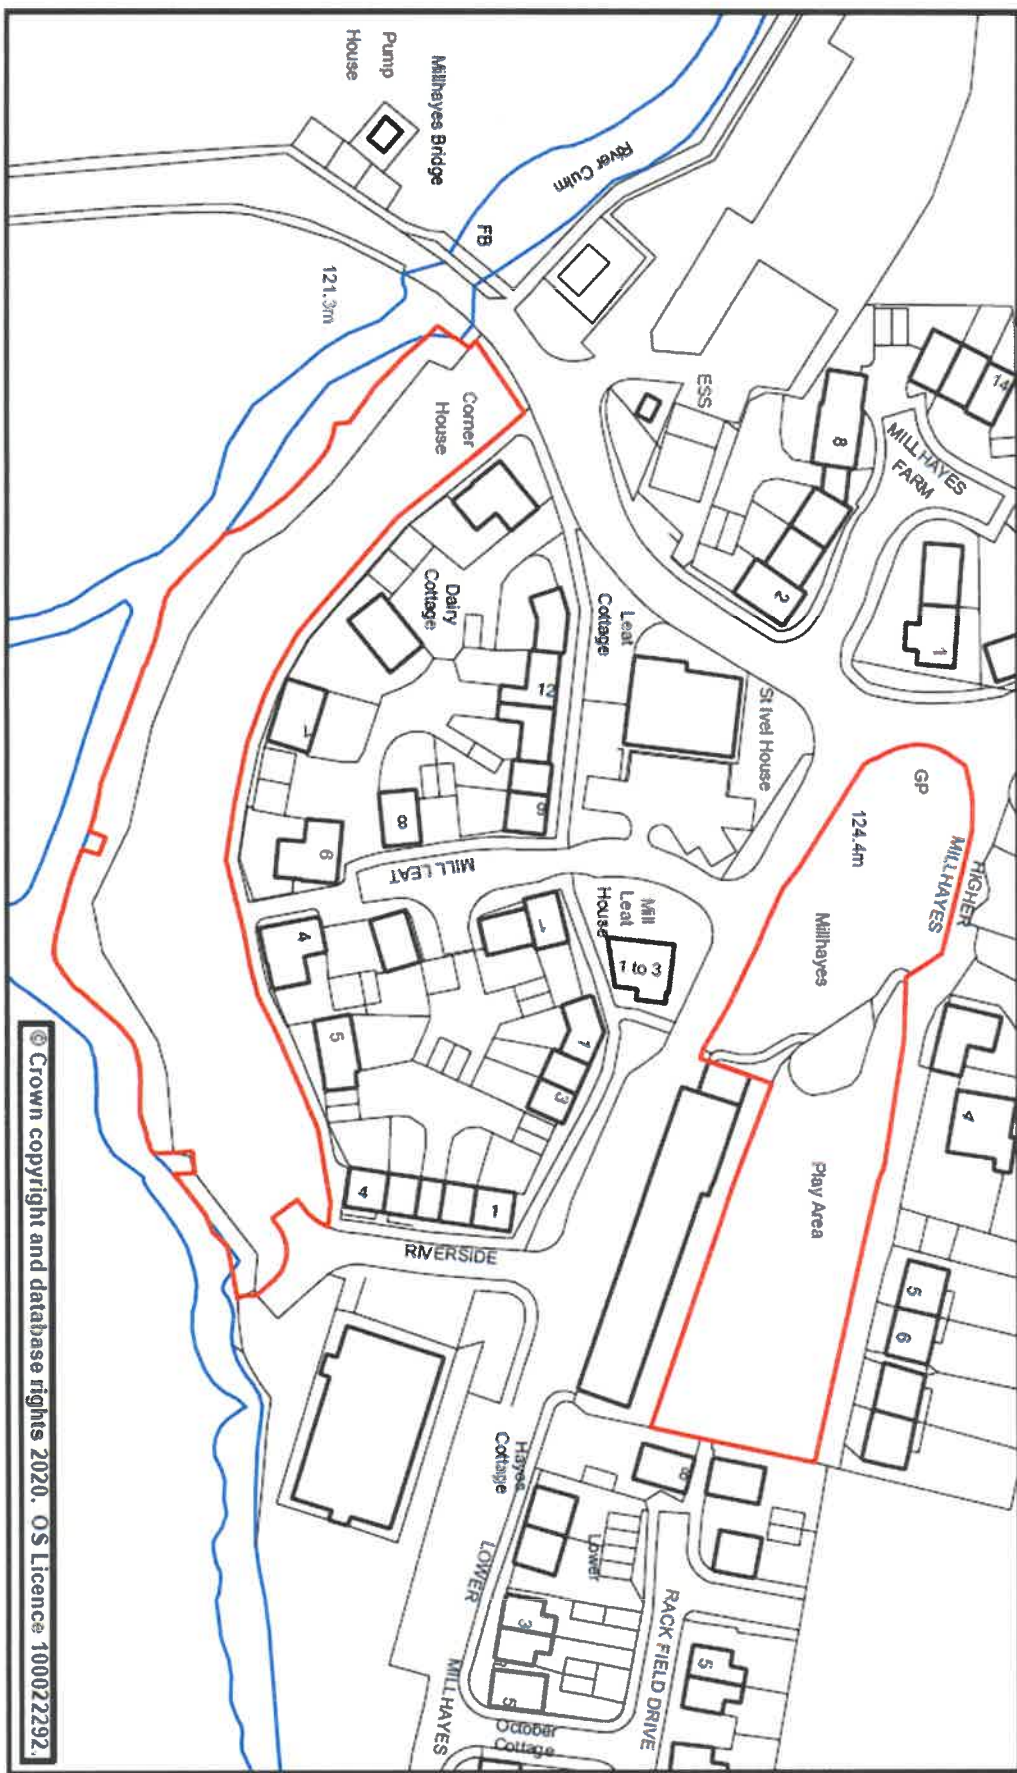 Pump
House
Millhayes Bridge
River Culm
FB
121.3m
Corner
House
ESS
14
8
MILLHAYES
FARM
2
1
Dairy
Cottage
Leat
Cottage
12
9
8
7
6
St Ivel House
MILL LEAT
GP
124.4m
HIGHER
MILLHAYES
Millhayes
Mill
Leat
House
1 to 3
1
4
5
1
3
4
Play Area
5
6
4
1
RIVERSIDE
Hayes
Cottage
LOWER
MILLHAYES
Lower
8
3
5
October
Cottage
RACK FIELD DRIVE
5
© Crown copyright and database rights 2020. OS Licence 100022292.